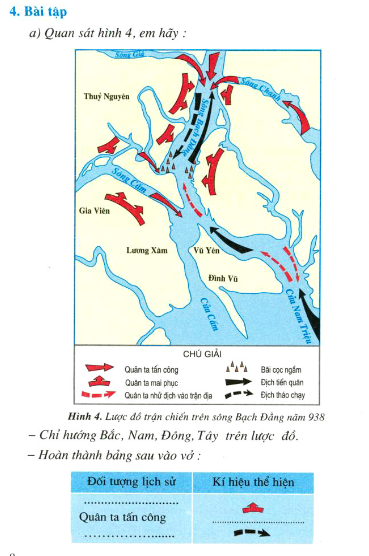 4. Bài tập
a) Quan sát hình 4, em hãy :
Sông Giá
Sông Chanh
Thuỷ Nguyên
Sông Bạch Đằng
Sông Cấm
Gia Viên
Lương Xâm
Vũ Yên
Đình Vũ
Cửa Cấm
Cửa Nam Triệu
CHÚ GIẢI
Quân ta tấn công
Bãi cọc ngầm
Quân ta mai phục
Địch tiến quân
Quân ta nhử địch vào trận địa
Địch tháo chạy
Hình 4. Lược đồ trận chiến trên sông Bạch Đằng năm 938
– Chỉ hướng Bắc, Nam, Đông, Tây trên lược đồ.
– Hoàn thành bảng sau vào vở :
Đối tượng lịch sử
Kí hiệu thể hiện
......................
Quân ta tấn công
......................
......................